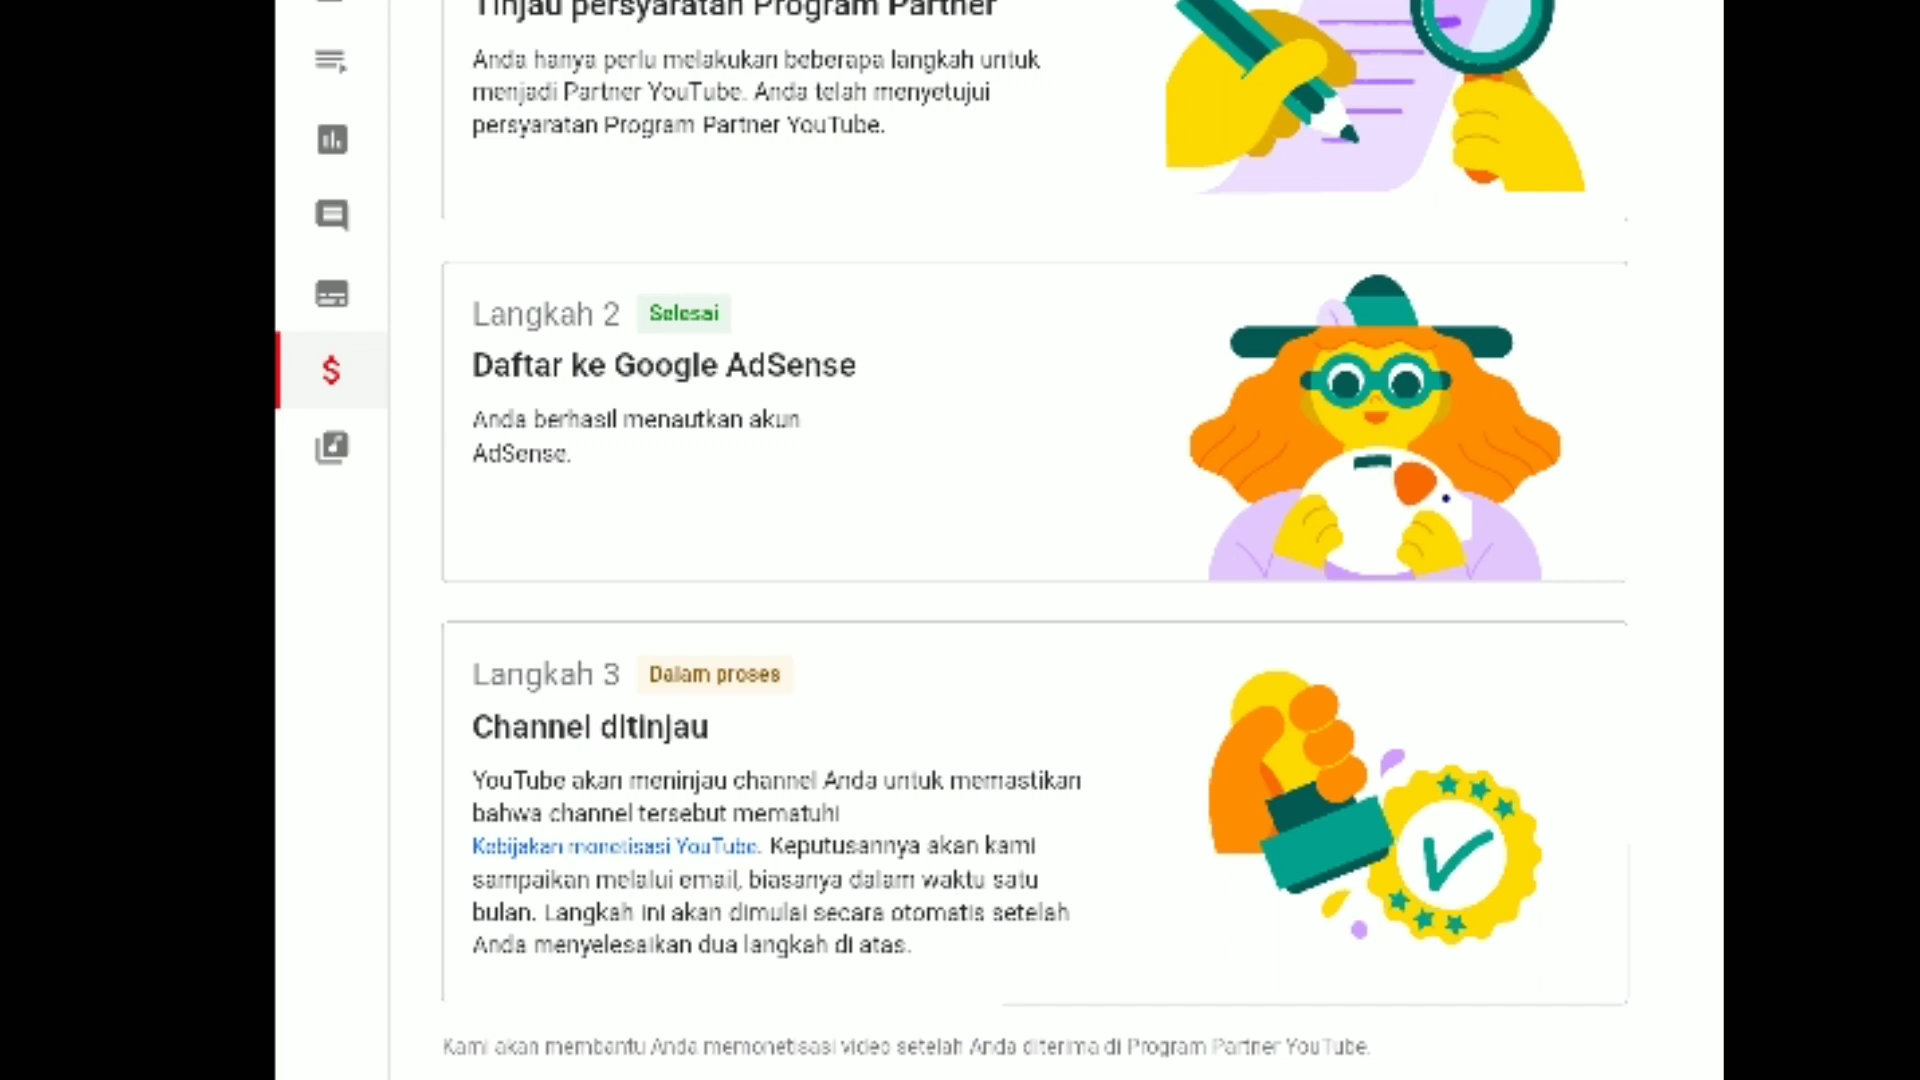 Tinjau persyaratan Program Partner
Anda hanya perlu melakukan beberapa langkah untuk
menjadi Partner YouTube. Anda telah menyetujui
persyaratan Program Partner YouTube.
Langkah 2 Selesai
Daftar ke Google AdSense
Anda berhasil menautkan akun
AdSense.
Langkah 3 Dalam proses
Channel ditinjau
YouTube akan meninjau channel Anda untuk memastikan
bahwa channel tersebut mematuhi
Kebijakan monetisasi YouTube. Keputusannya akan kami
sampaikan melalui email, biasanya dalam waktu satu
bulan. Langkah ini akan dimulai secara otomatis setelah
Anda menyelesaikan dua langkah di atas.
Kami akan membantu Anda memonetisasi video setelah Anda diterima di Program Partner YouTube.